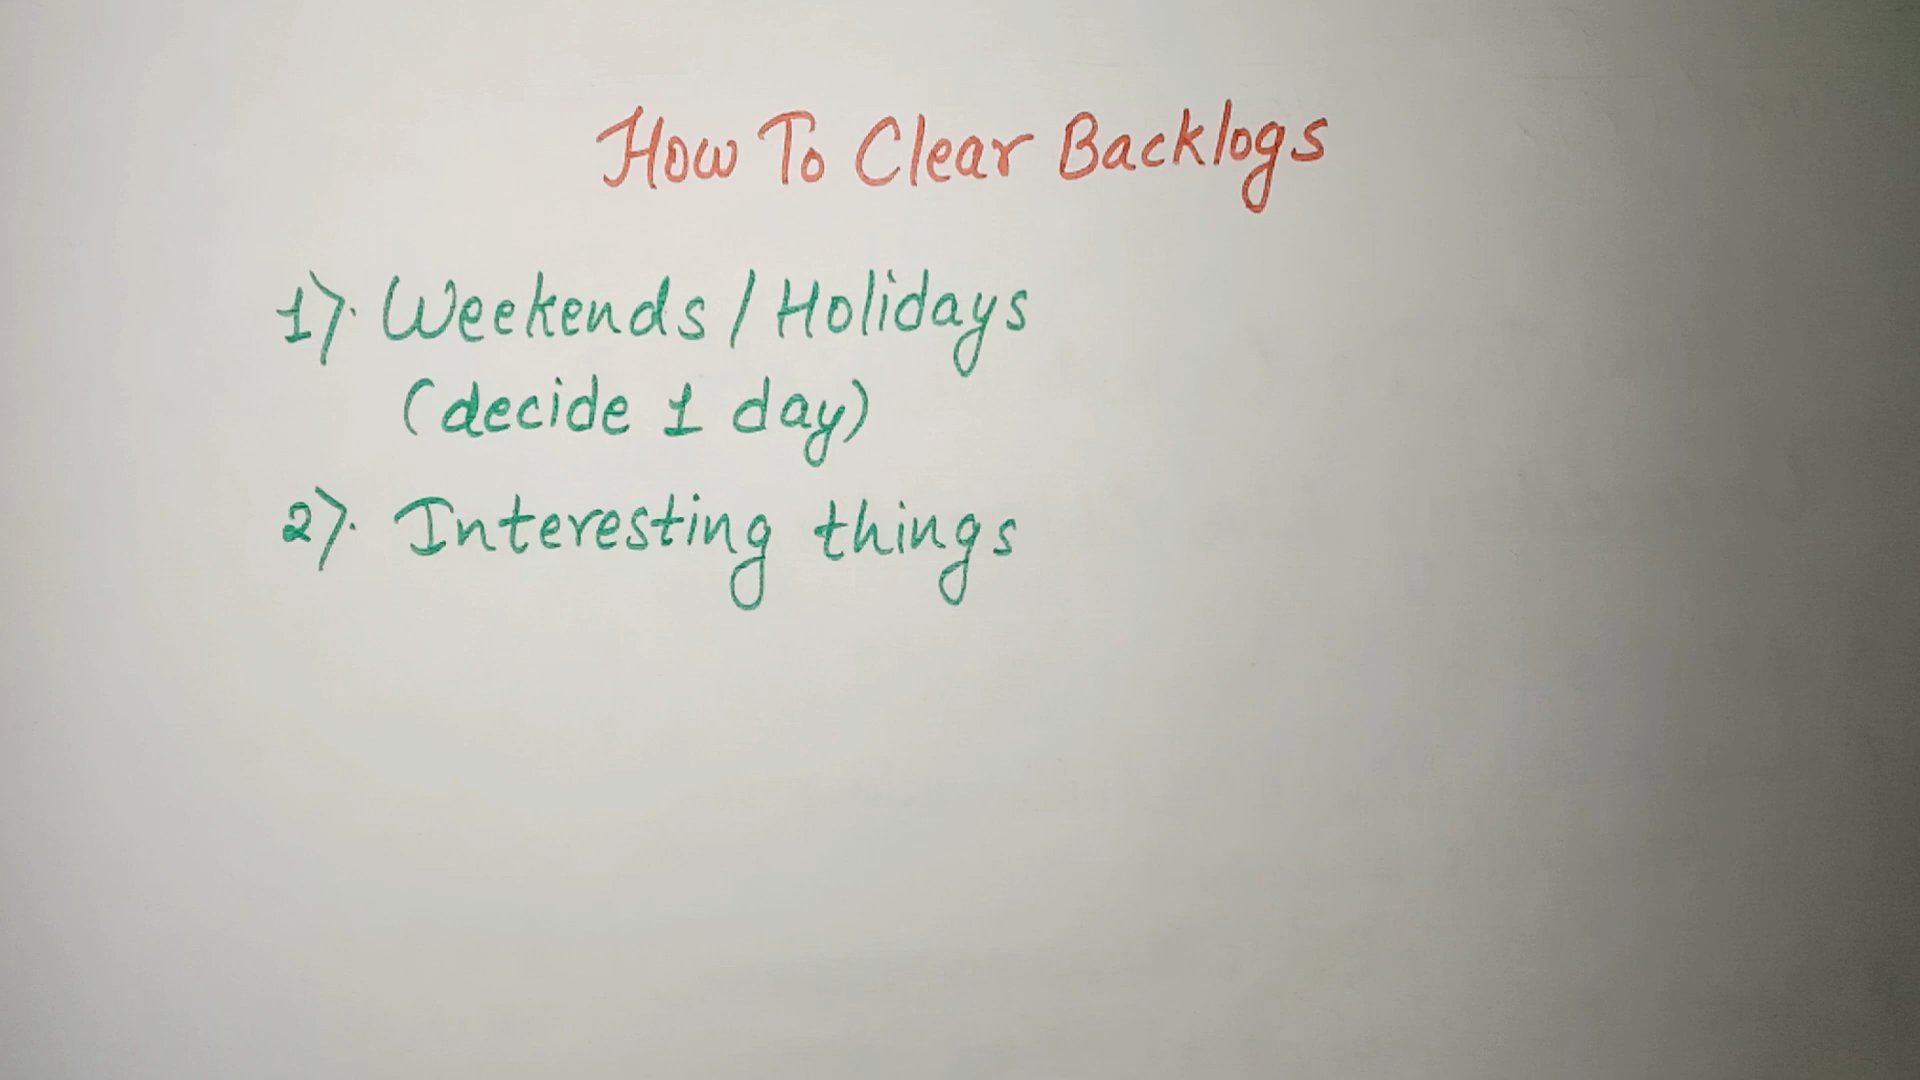 How To Clear Backlogs
1). Weekends / Holidays
(decide 1 day)
2). Interesting things